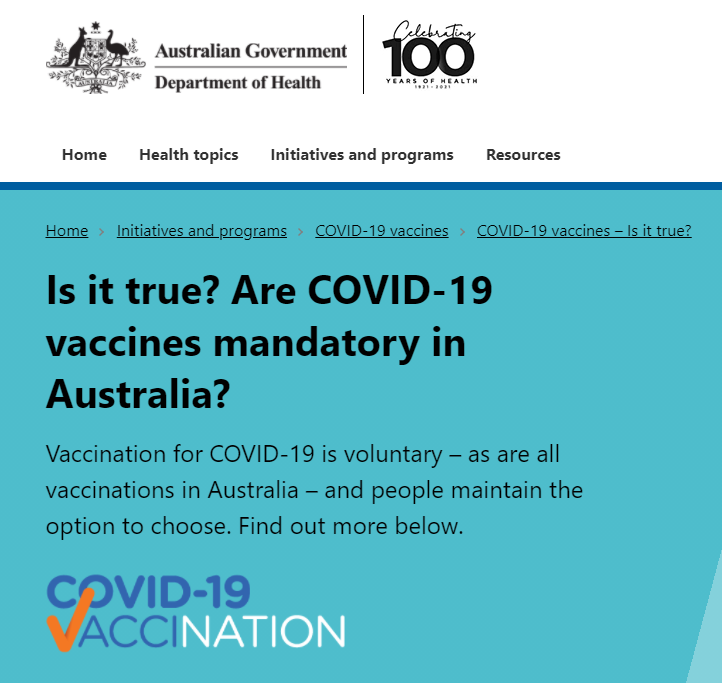 Australian Government
Department of Health
Celebrating
100
YEARS OF HEALTH
1921 - 2021
Home Health topics Initiatives and programs Resources
Home > Initiatives and programs > COVID-19 vaccines > COVID-19 vaccines – Is it true?
Is it true? Are COVID-19
vaccines mandatory in
Australia?
Vaccination for COVID-19 is voluntary – as are all
vaccinations in Australia – and people maintain the
option to choose. Find out more below.
COVID-19
VACCINATION